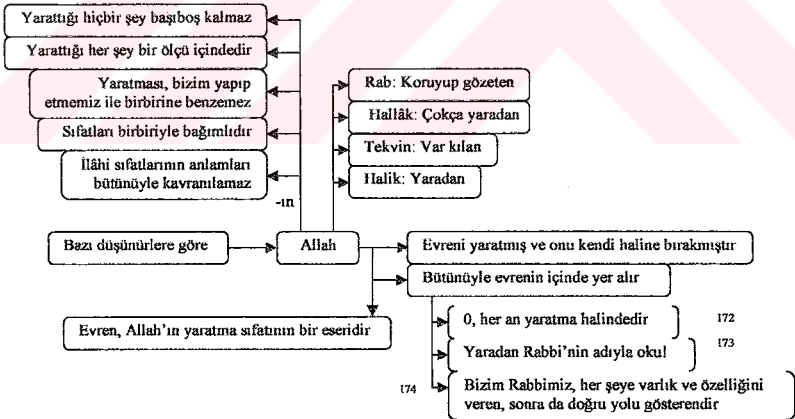 Yarattığı hiçbir şey başıboş kalmaz
Yarattığı her şey bir ölçü içindedir
Yaratması, bizim yapıp
etmemiz ile birbirine benzemez
Sıfatları birbiriyle bağımlıdır
İlâhi sıfatlarının anlamları
bütünüyle kavranılamaz
-ın
Rab: Koruyup gözeten
Hallâk: Çokça yaradan
Tekvin: Var kılan
Halik: Yaradan
Bazı düşünürlere göre
Allah
Evreni yaratmış ve onu kendi haline bırakmıştır
Bütünüyle evrenin içinde yer alır
Evren, Allah'ın yaratma sıfatının bir eseridir
0, her an yaratma halindedir 172
Yaradan Rabbi'nin adıyla oku! 173
174 Bizim Rabbimiz, her şeye varlık ve özelliğini
veren, sonra da doğru yolu gösterendir